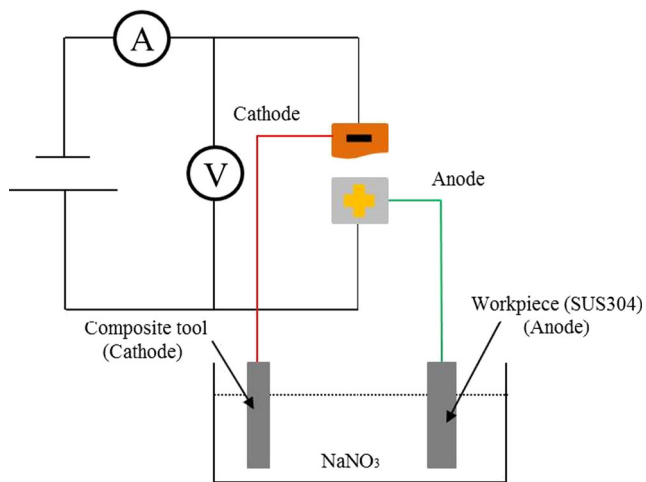 A
Cathode
V
Anode
Workpiece (SUS304)
(Anode)
Composite tool
(Cathode)
NaNO₃